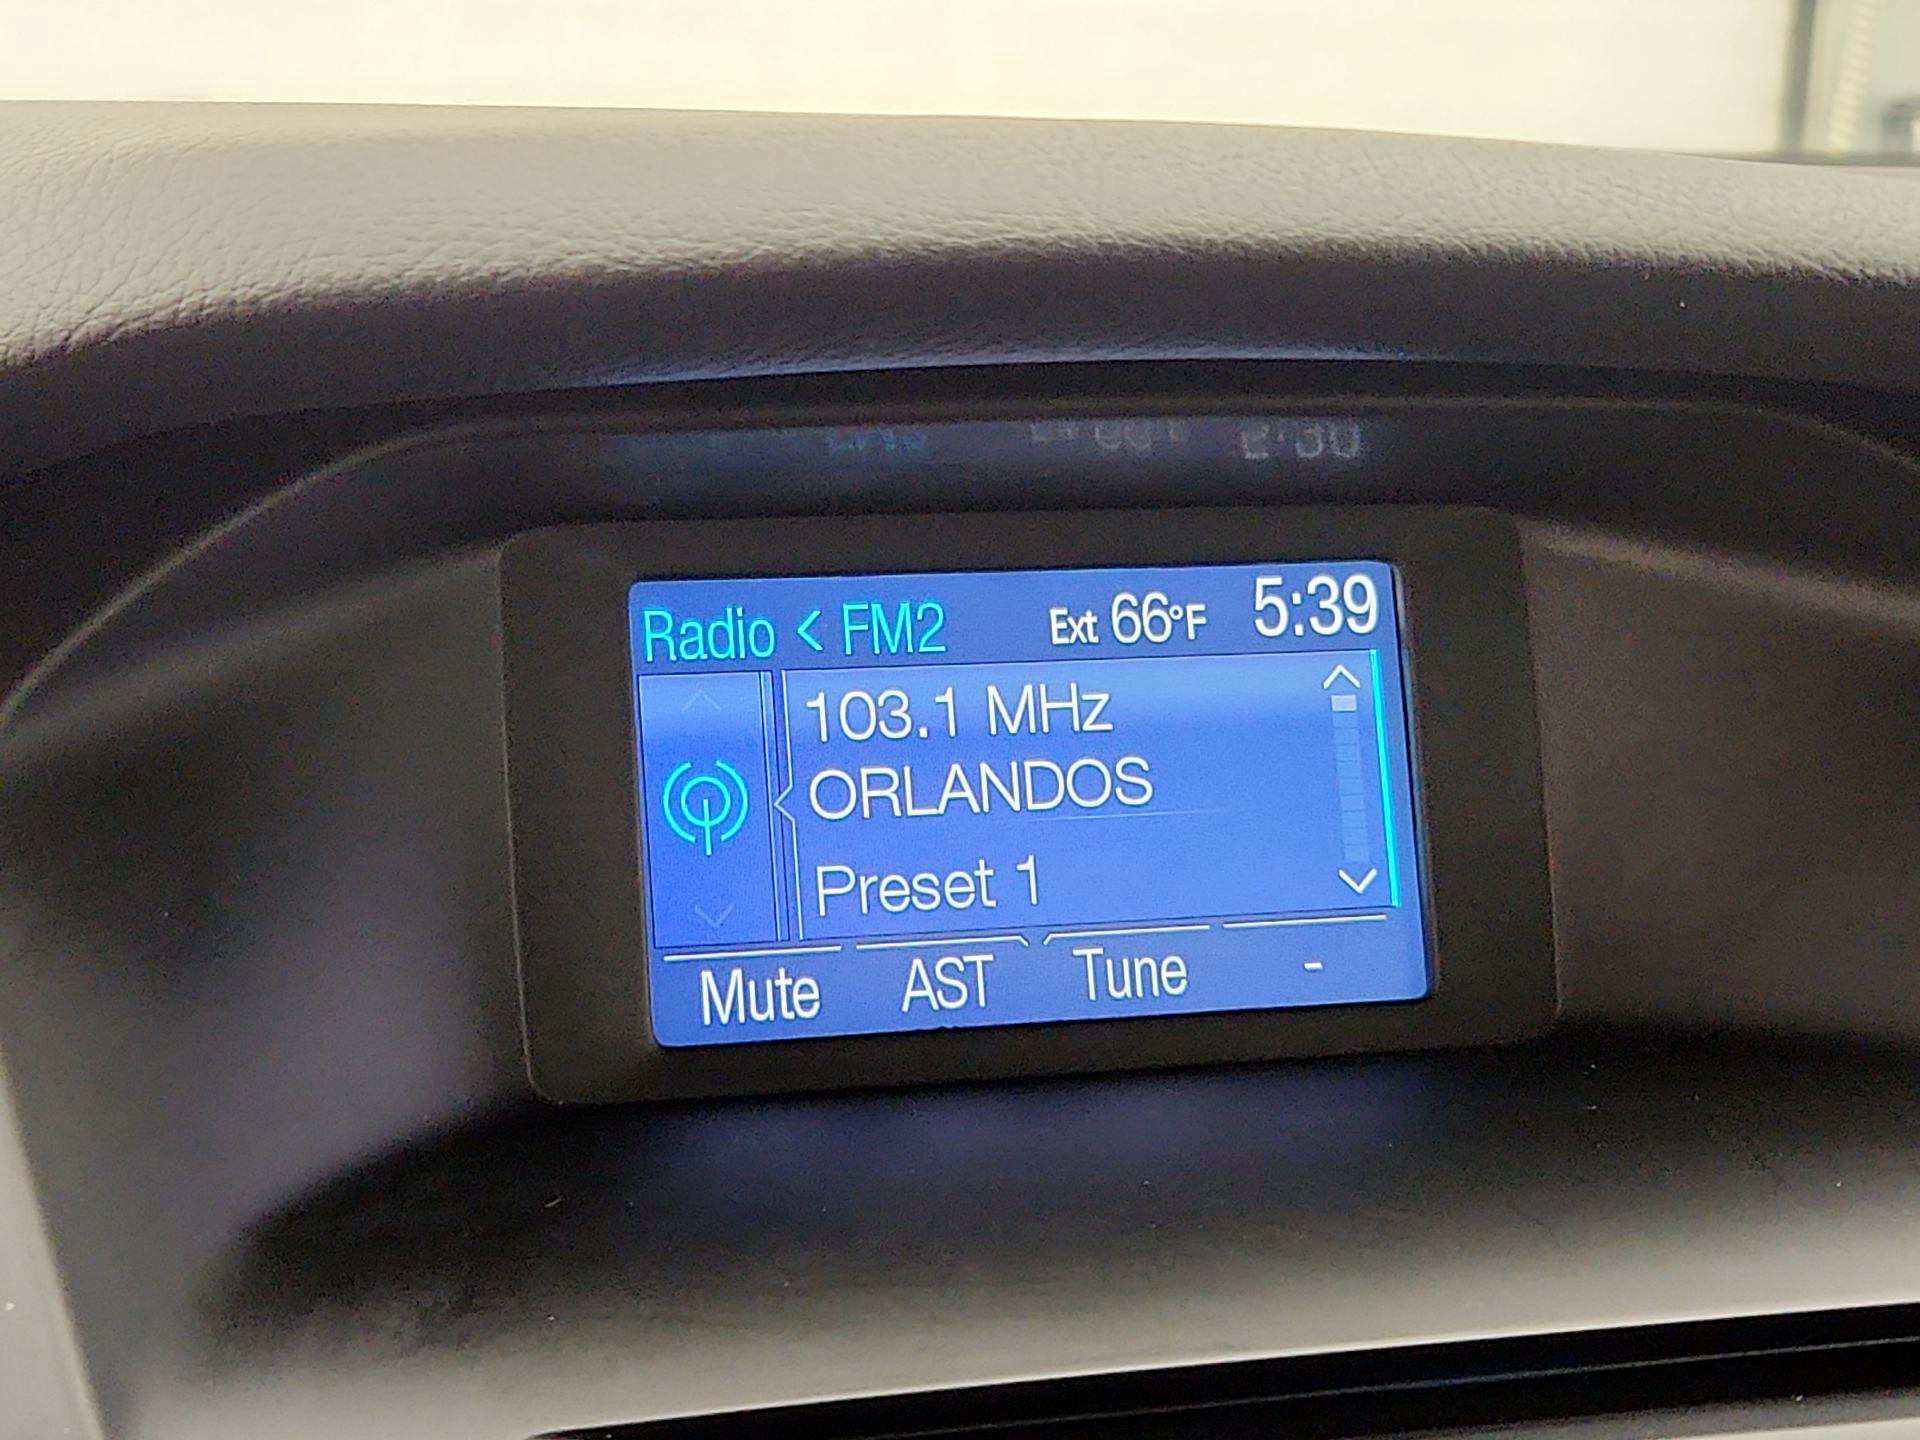 Radio < FM2 Ext 66°F 5:39
103.1 MHz
ORLANDOS
Preset 1
Mute AST Tune -